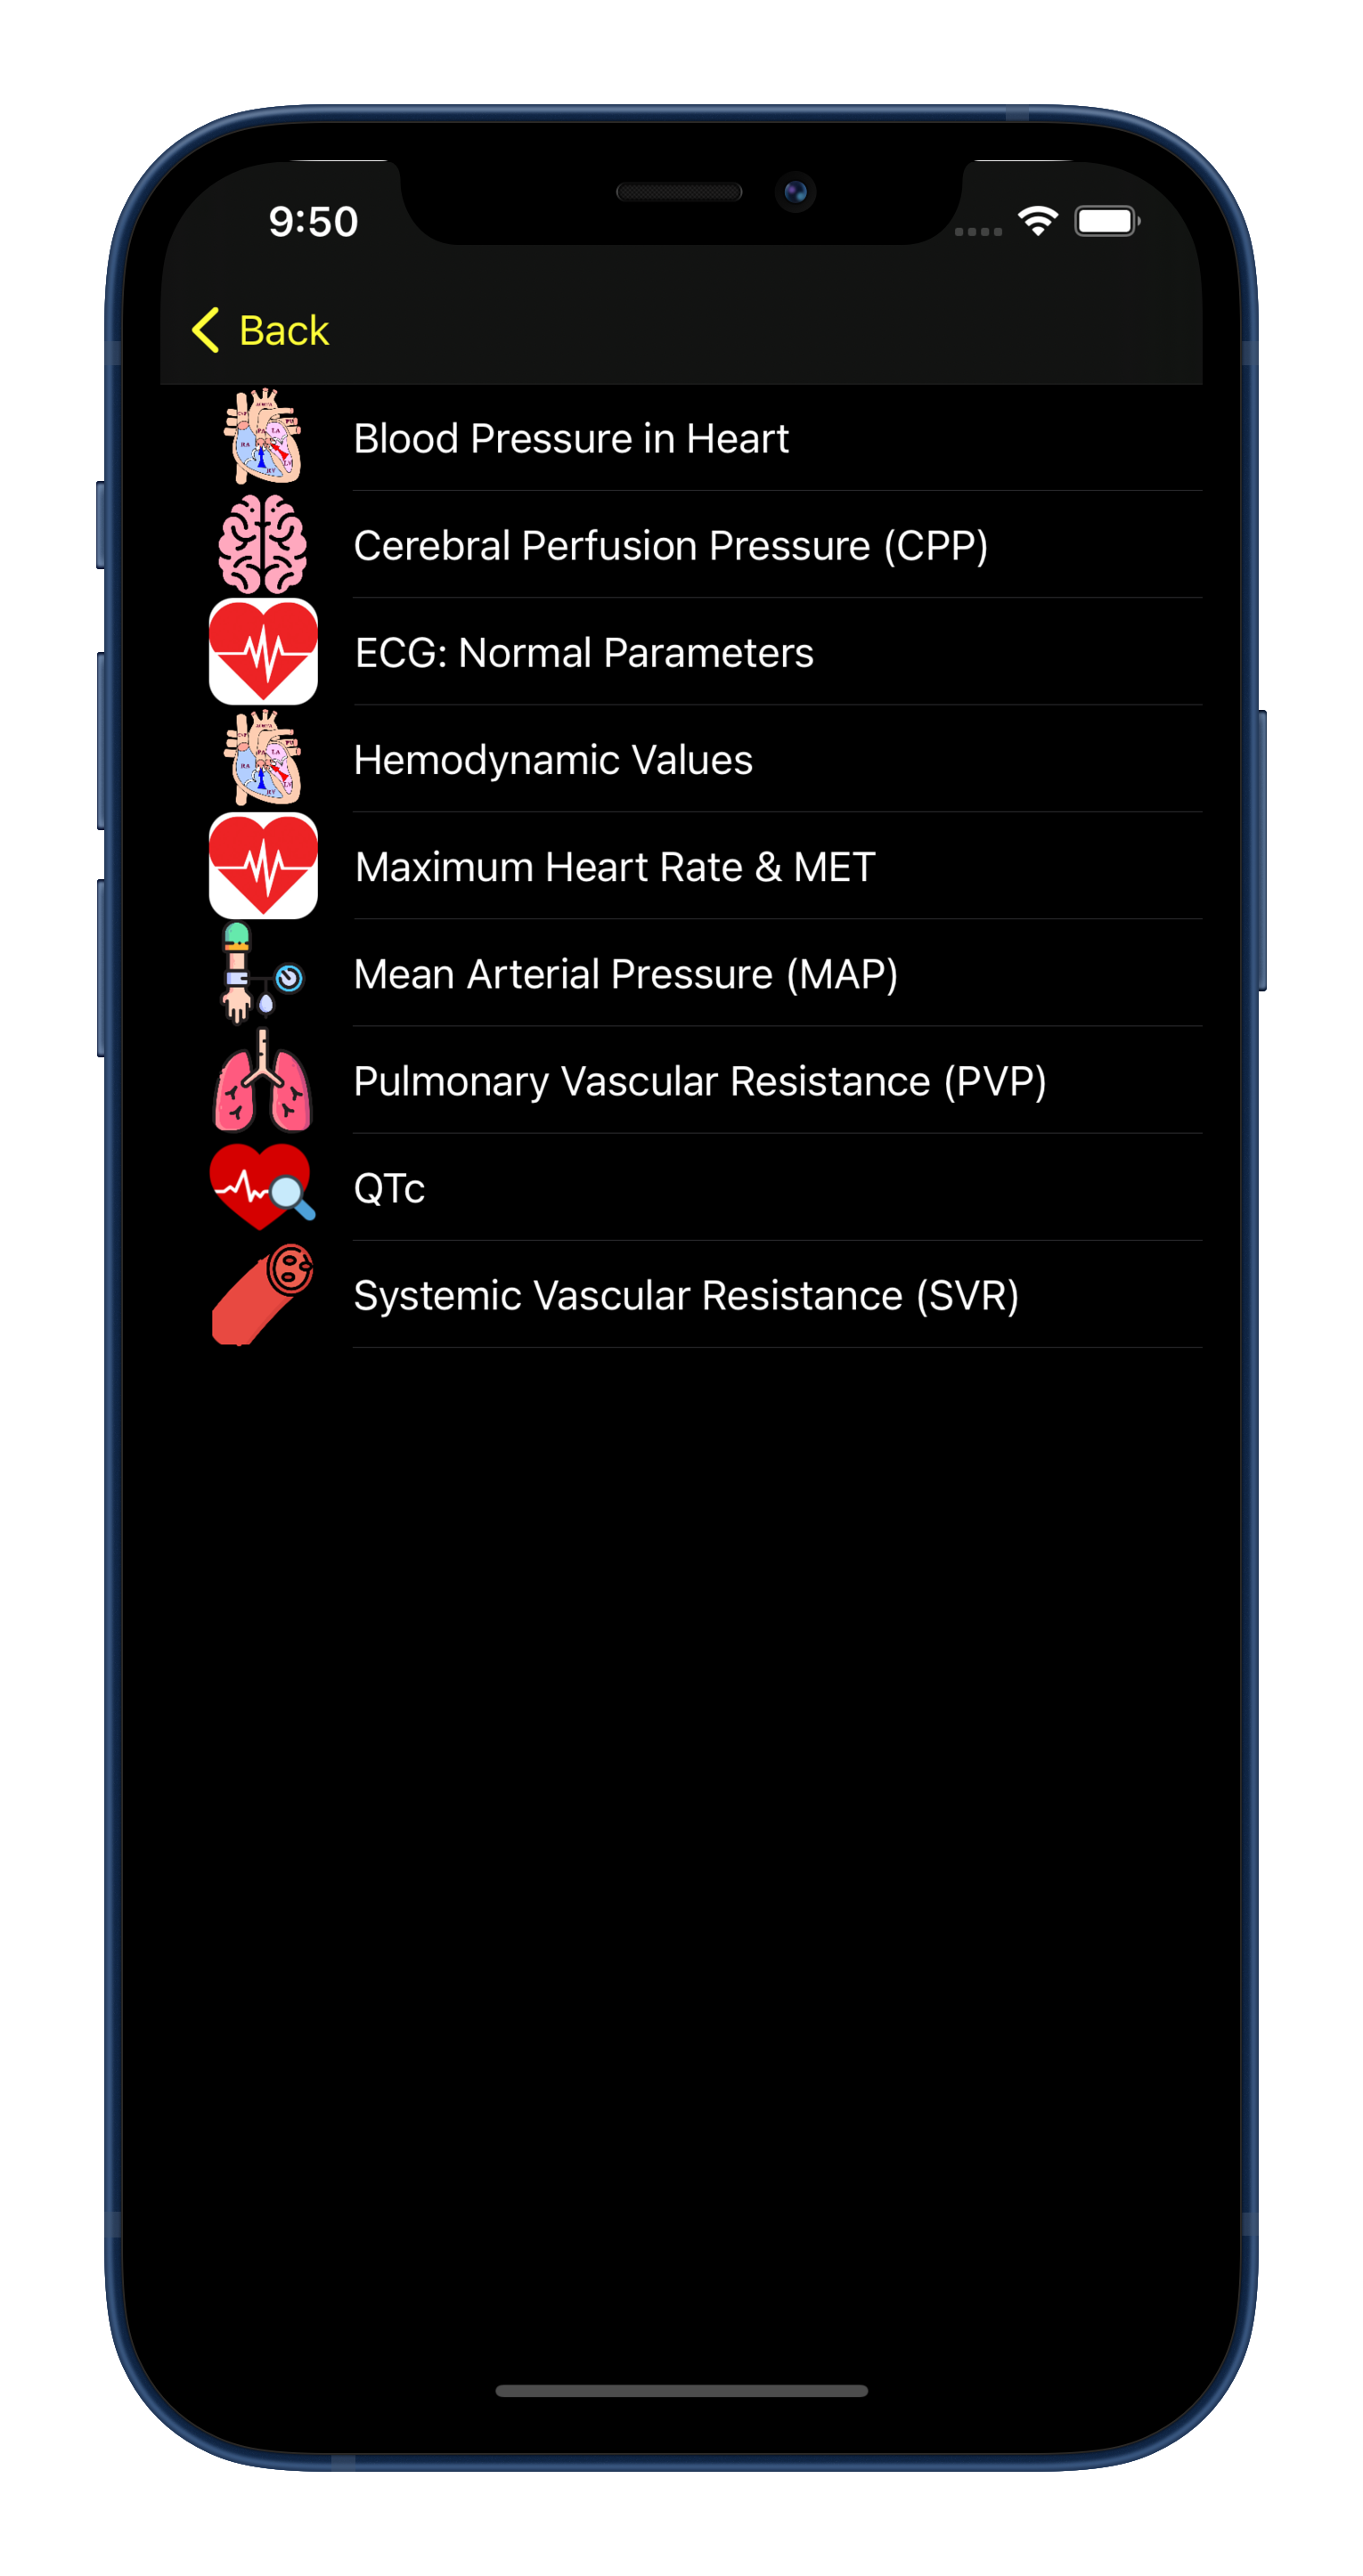 9:50
Back
Blood Pressure in Heart
Cerebral Perfusion Pressure (CPP)
ECG: Normal Parameters
Hemodynamic Values
Maximum Heart Rate & MET
Mean Arterial Pressure (MAP)
Pulmonary Vascular Resistance (PVP)
QTc
Systemic Vascular Resistance (SVR)